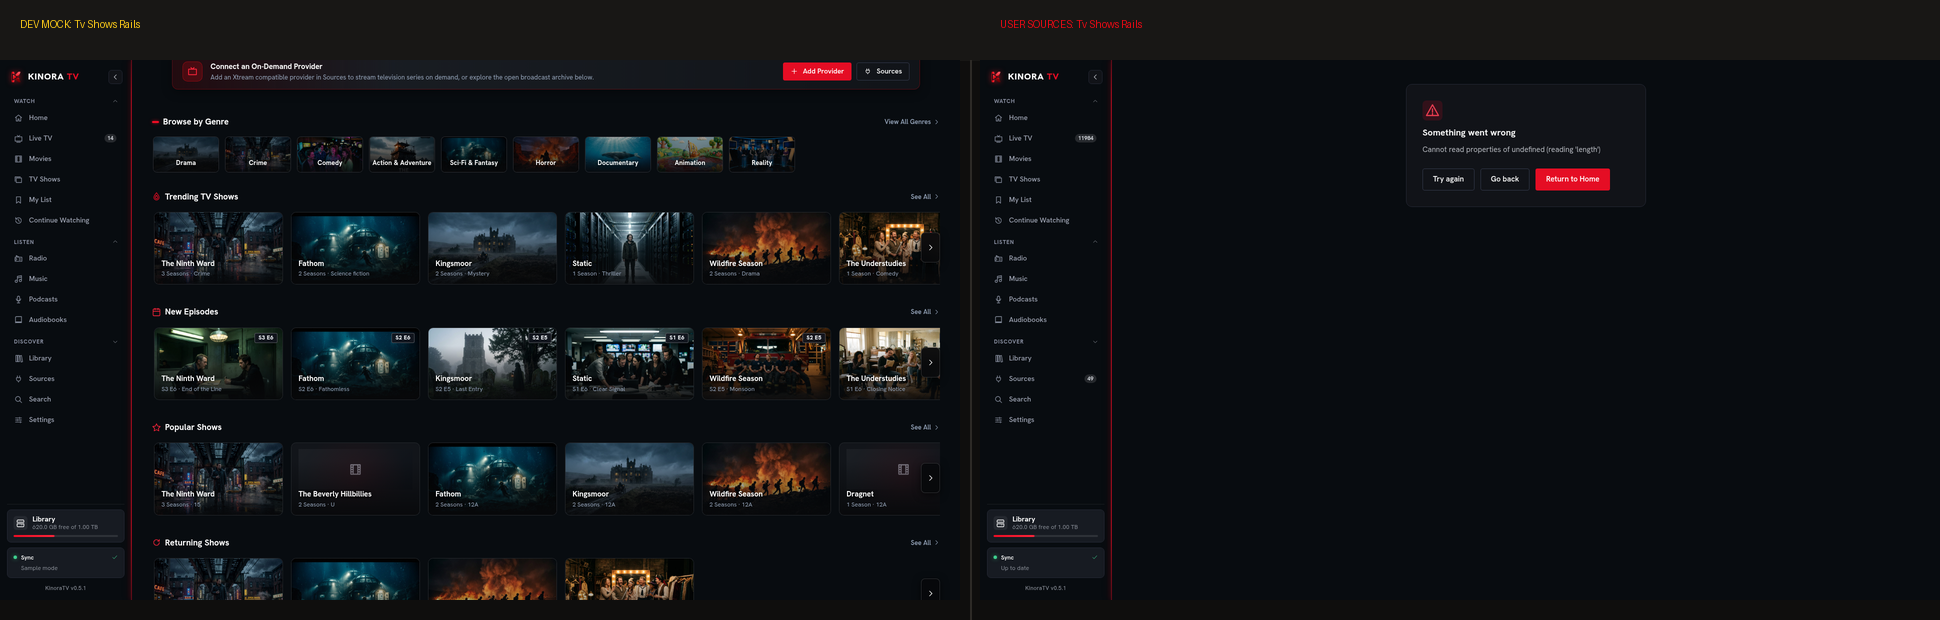 DEV MOCK: Tv Shows Rails
KINORA TV
WATCH
Home
Live TV 14
Movies
TV Shows
My List
Continue Watching
LISTEN
Radio
Music
Podcasts
Audiobooks
DISCOVER
Library
Sources
Search
Settings
Library
620.0 GB free of 1.00 TB
Sync
Sample mode
KinoraTV v0.5.1
Connect an On-Demand Provider
Add an Xtream compatible provider in Sources to stream television series on demand, or explore the open broadcast archive below.
Add Provider
Sources
Browse by Genre
View All Genres
Drama
Crime
Comedy
Action & Adventure
Sci-Fi & Fantasy
Horror
Documentary
Animation
Reality
Trending TV Shows
See All
The Ninth Ward
3 Seasons · Crime
Fathom
2 Seasons · Science fiction
Kingsmoor
2 Seasons · Mystery
Static
1 Season · Thriller
Wildfire Season
2 Seasons · Drama
The Understudies
1 Season · Comedy
New Episodes
See All
S3 E6
The Ninth Ward
S3 E6 · End of the Line
S2 E6
Fathom
S2 E6 · Fathomless
S2 E5
Kingsmoor
S2 E5 · Last Entry
S1 E6
Static
S1 E6 · Clear Signal
S2 E5
Wildfire Season
S2 E5 · Monsoon
The Understudies
S1 E6 · Closing Notice
Popular Shows
See All
The Ninth Ward
3 Seasons · 15
The Beverly Hillbillies
2 Seasons · U
Fathom
2 Seasons · 12A
Kingsmoor
2 Seasons · 12A
Wildfire Season
2 Seasons · 12A
Dragnet
1 Season · 12A
Returning Shows
See All
USER SOURCES: Tv Shows Rails
KINORA TV
WATCH
Home
Live TV 11984
Movies
TV Shows
My List
Continue Watching
LISTEN
Radio
Music
Podcasts
Audiobooks
DISCOVER
Library
Sources 49
Search
Settings
Library
620.0 GB free of 1.00 TB
Sync
Up to date
KinoraTV v0.5.1
Something went wrong
Cannot read properties of undefined (reading 'length')
Try again
Go back
Return to Home